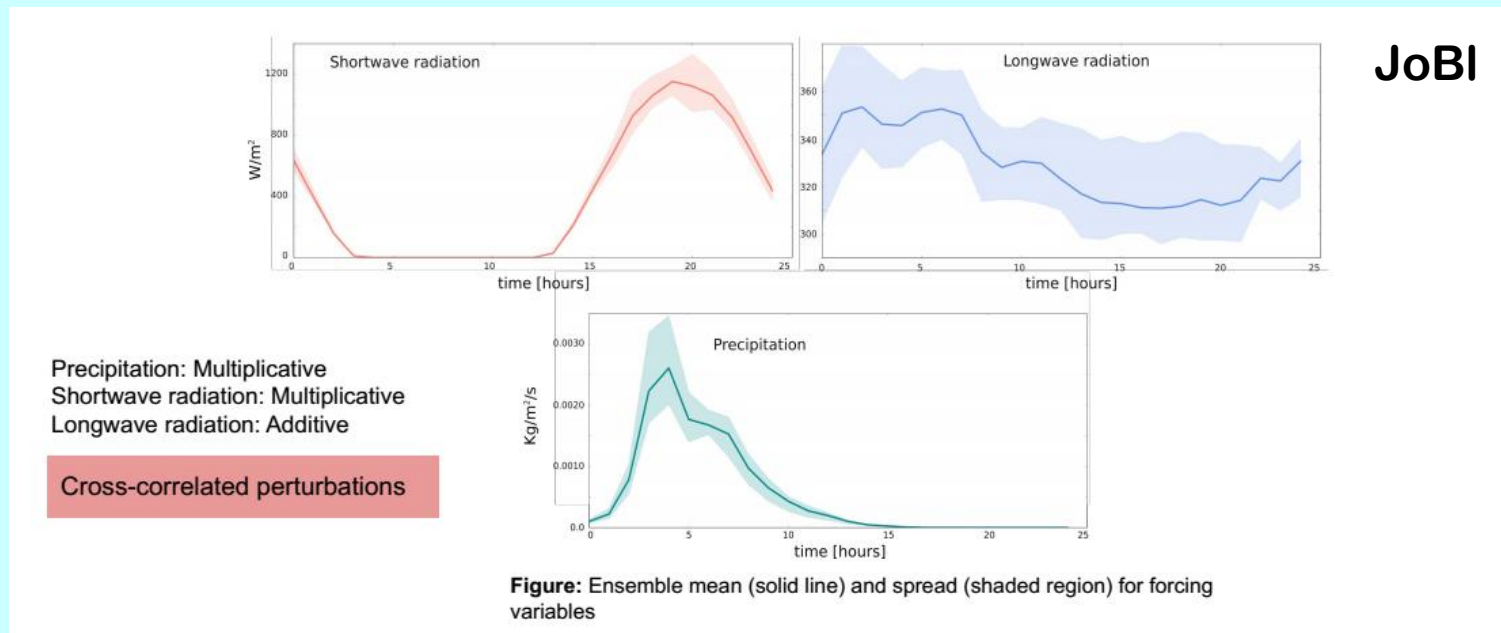 JoBI
Shortwave radiation
1200
800
400
0
W/m²
0 5 10 15 20 25
time [hours]
Longwave radiation
360
340
320
300
0 5 10 15 20 25
time [hours]
Precipitation: Multiplicative
Shortwave radiation: Multiplicative
Longwave radiation: Additive
Cross-correlated perturbations
Precipitation
0.0030
0.0020
0.0010
0.0
Kg/m²/s
0 5 10 15 20 25
time [hours]
Figure: Ensemble mean (solid line) and spread (shaded region) for forcing
variables